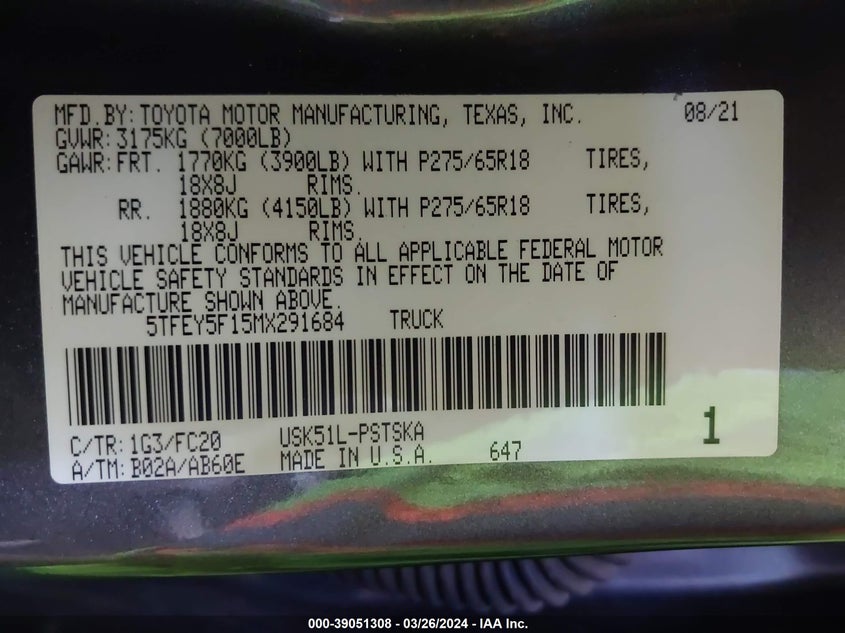 MFD.BY:TOYOTA MOTOR MANUFACTURING, TEXAS, INC. 08/21
GVWR:3175KG (7000LB)
GAWR:FRT. 1770KG (3900LB) WITH P275/65R18 TIRES,
18X8J RIMS.
RR. 1880KG (4150LB) WITH P275/65R18 TIRES,
18X8J RIMS.
THIS VEHICLE CONFORMS TO ALL APPLICABLE FEDERAL MOTOR
VEHICLE SAFETY STANDARDS IN EFFECT ON THE DATE OF
MANUFACTURE SHOWN ABOVE.
5TFEY5F15MX291684 TRUCK
C/TR:1G3/FC20 USK51L-PSTSKA 1
A/TM:B02A/AB60E MADE IN U.S.A. 647
000-39051308 - 03/26/2024 - IAA Inc.